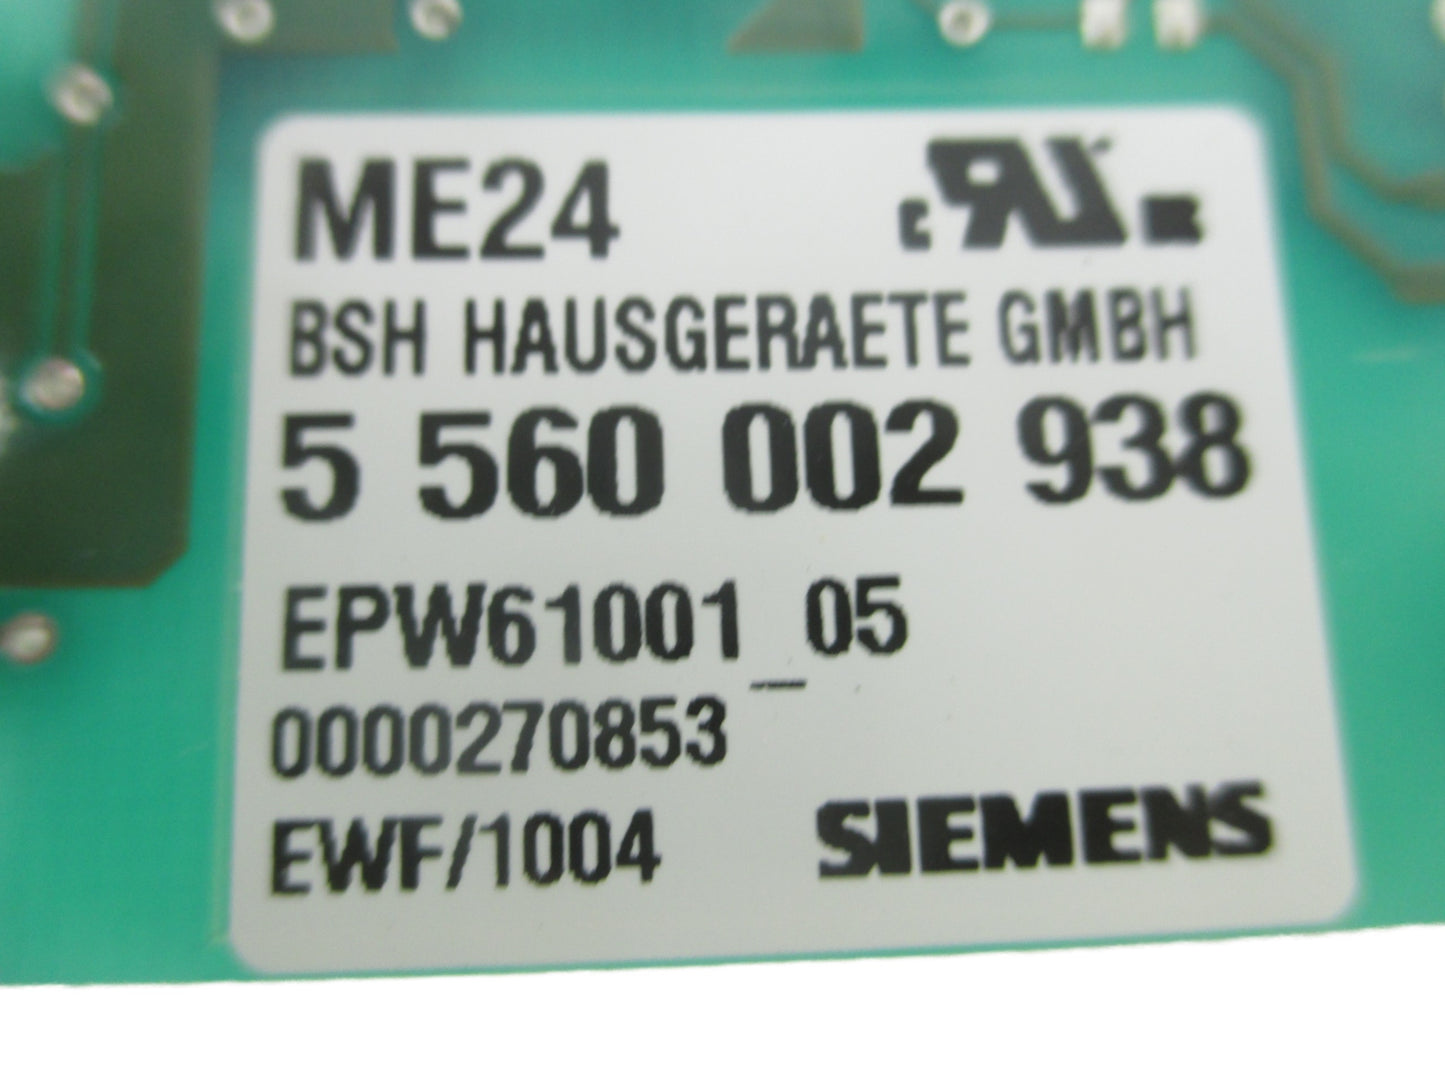 ME24
BSH HAUSGERAETE GMBH
5 560 002 938
EPW61001_05
0000270853
EWF/1004 SIEMENS